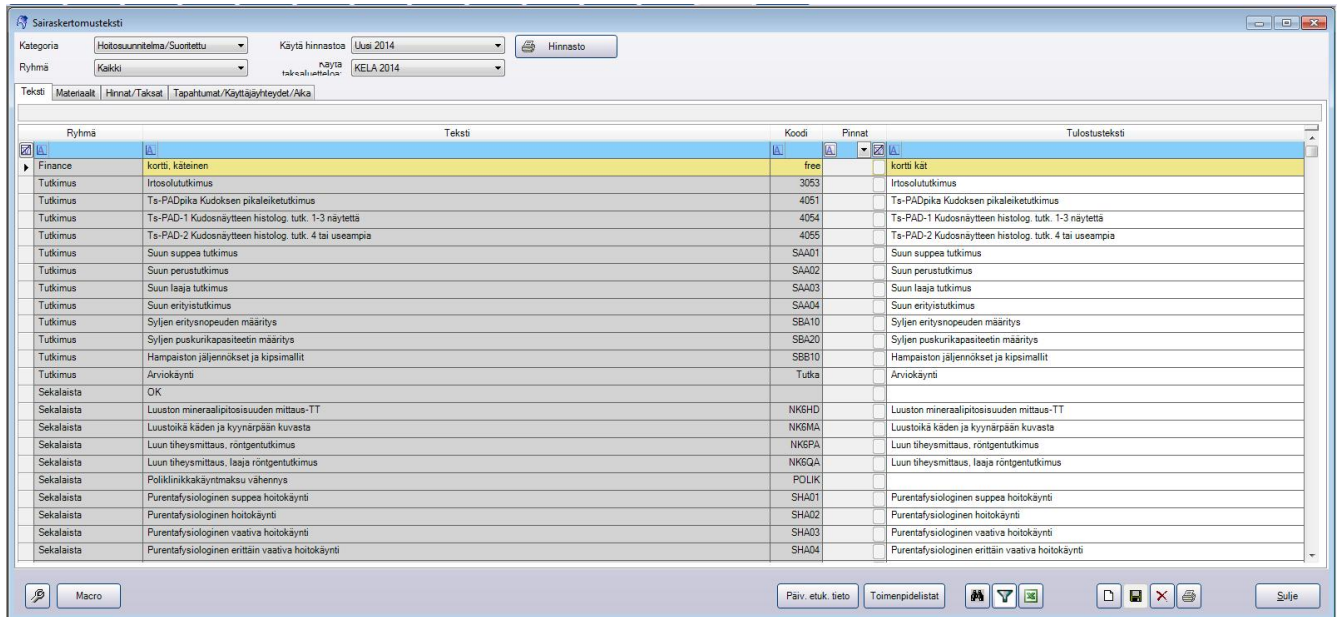 Sairaskertomusteksti
Kategoria Hoitosuunnitelma/Suoritettu Käytä hinnastoa Uusi 2014 Hinnasto
Ryhmä Kaikki Näytä taksaluetteloa: KELA 2014
Teksti Materiaalit Hinnat/Taksat Tapahtumat/Käyttäjäyhteydet/Aika
Ryhmä Teksti Koodi Pinnat Tulostusteksti
Finance kortti, käteinen free kortti kät
Tutkimus Irtosolututkimus 3053 Irtosolututkimus
Tutkimus Ts-PADpika Kudoksen pikaleiketutkimus 4051 Ts-PADpika Kudoksen pikaleiketutkimus
Tutkimus Ts-PAD-1 Kudosnäytteen histolog. tutk. 1-3 näytettä 4054 Ts-PAD-1 Kudosnäytteen histolog. tutk. 1-3 näytettä
Tutkimus Ts-PAD-2 Kudosnäytteen histolog. tutk. 4 tai useampia 4055 Ts-PAD-2 Kudosnäytteen histolog. tutk. 4 tai useampia
Tutkimus Suun suppea tutkimus SAA01 Suun suppea tutkimus
Tutkimus Suun perustutkimus SAA02 Suun perustutkimus
Tutkimus Suun laaja tutkimus SAA03 Suun laaja tutkimus
Tutkimus Suun erityistutkimus SAA04 Suun erityistutkimus
Tutkimus Syljen eritysnopeuden määritys SBA10 Syljen eritysnopeuden määritys
Tutkimus Syljen puskurikapasiteetin määritys SBA20 Syljen puskurikapasiteetin määritys
Tutkimus Hampaiston jäljennökset ja kipsimallit SBB10 Hampaiston jäljennökset ja kipsimallit
Tutkimus Arviokäynti Tutka Arviokäynti
Sekalaista OK
Sekalaista Luuston mineraalipitosisuuden mittaus-TT NK6HD Luuston mineraalipitosisuuden mittaus-TT
Sekalaista Luustoikä käden ja kyynärpään kuvasta NK6MA Luustoikä käden ja kyynärpään kuvasta
Sekalaista Luun tiheysmittaus, röntgentutkimus NK6PA Luun tiheysmittaus, röntgentutkimus
Sekalaista Luun tiheysmittaus, laaja röntgentutkimus NK6QA Luun tiheysmittaus, laaja röntgentutkimus
Sekalaista Poliklinikkakäyntmaksu vähennys POLIK
Sekalaista Purentafysiologinen suppea hoitokäynti SHA01 Purentafysiologinen suppea hoitokäynti
Sekalaista Purentafysiologinen hoitokäynti SHA02 Purentafysiologinen hoitokäynti
Sekalaista Purentafysiologinen vaativa hoitokäynti SHA03 Purentafysiologinen vaativa hoitokäynti
Sekalaista Purentafysiologinen erittäin vaativa hoitokäynti SHA04 Purentafysiologinen erittäin vaativa hoitokäynti
Macro Päiv. etuk. tieto Toimenpidelistat Sulje